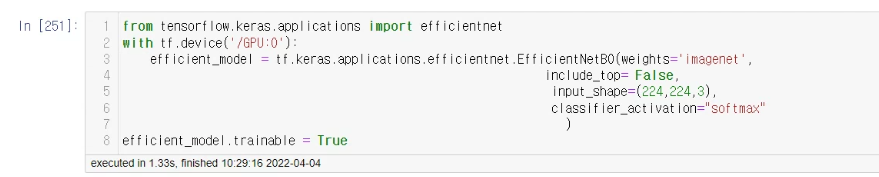 In [251]:
1 from tensorflow.keras.applications import efficientnet
2 with tf.device('/GPU:0'):
3     efficient_model = tf.keras.applications.efficientnet.EfficientNetB0(weights='imagenet',
4                                                             include_top= False,
5                                                              input_shape=(224,224,3),
6                                                              classifier_activation="softmax"
7                                                                )
8 efficient_model.trainable = True
executed in 1.33s, finished 10:29:16 2022-04-04